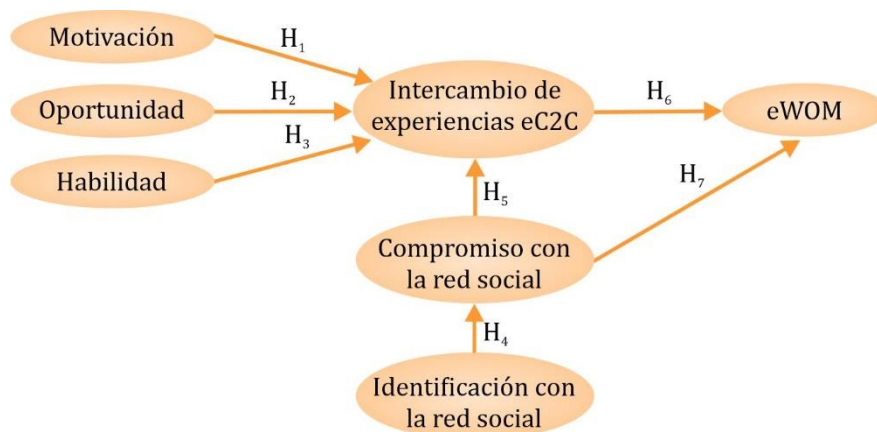 Motivación
H₁
Oportunidad
H₂
Habilidad
H₃
Intercambio de
experiencias eC2C
H₆
eWOM
H₅
H₇
Compromiso con
la red social
H₄
Identificación con
la red social